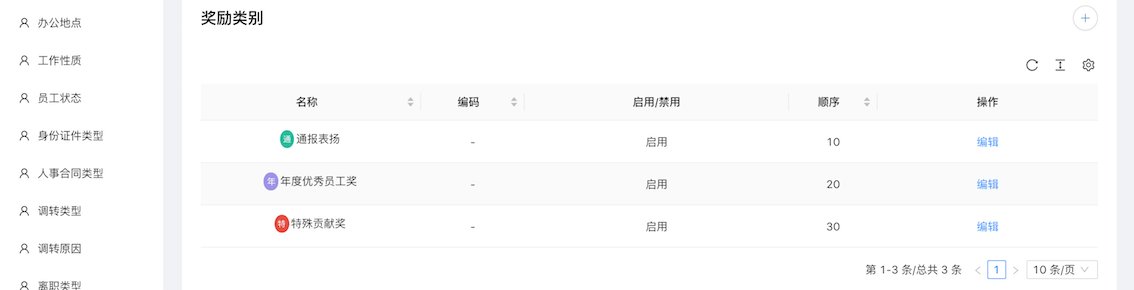 办公地点
工作性质
员工状态
身份证件类型
人事合同类型
调转类型
调转原因
离职类型
奖励类别
名称 编码 启用/禁用 顺序 操作
通 通报表扬 - 启用 10 编辑
年 年度优秀员工奖 - 启用 20 编辑
特 特殊贡献奖 - 启用 30 编辑
第 1-3 条/总共 3 条 < 1 > 10 条/页